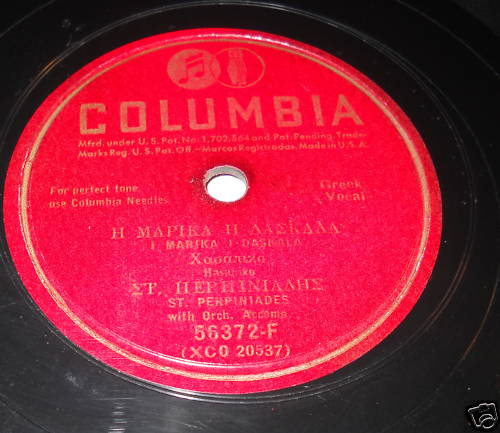 COLUMBIA
Mfrd. under U.S. Pat. No. 1,702,564 and Pat. Pending. Trade-
Marks Reg. U.S. Pat. Off.—Marcas Registradas. Made in U.S.A.
For perfect tone
use Columbia Needles
Greek
Vocal
Η ΜΑΡΙΚΑ Η ΔΑΣΚΑΛΑ
I MARIKA I DASKALA
Χασάπικο
Hasapiko
ΣΤ. ΠΕΡΠΙΝΙΑΔΗΣ
ST. PERPINIADES
with Orch. Accomp
56372-F
(XCO 20537)